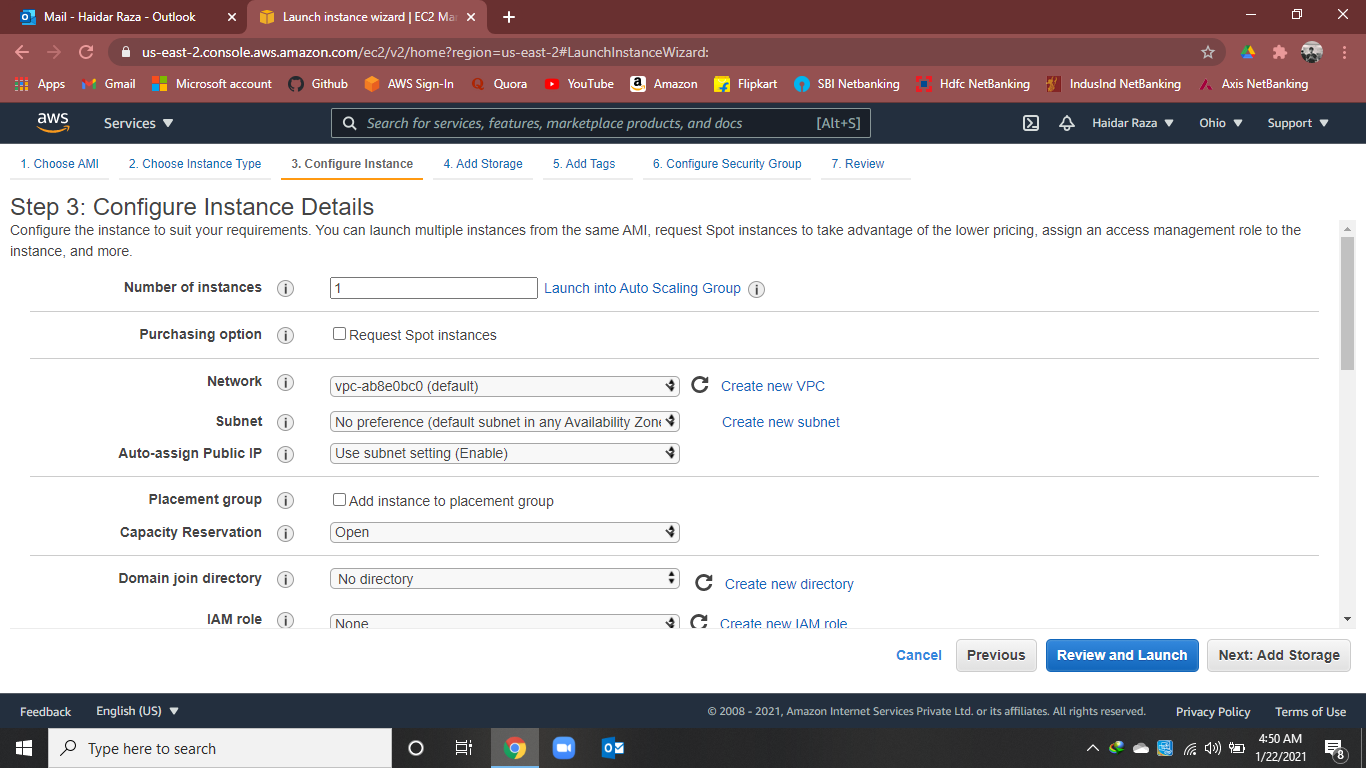 Mail - Haidar Raza - Outlook
Launch instance wizard | EC2 Ma
us-east-2.console.aws.amazon.com/ec2/v2/home?region=us-east-2#LaunchInstanceWizard:
Apps Gmail Microsoft account Github AWS Sign-In Quora YouTube Amazon Flipkart SBI Netbanking Hdfc NetBanking IndusInd NetBanking Axis NetBanking
aws Services Search for services, features, marketplace products, and docs [Alt+S] Haidar Raza Ohio Support
1. Choose AMI 2. Choose Instance Type 3. Configure Instance 4. Add Storage 5. Add Tags 6. Configure Security Group 7. Review
Step 3: Configure Instance Details
Configure the instance to suit your requirements. You can launch multiple instances from the same AMI, request Spot instances to take advantage of the lower pricing, assign an access management role to the
instance, and more.
Number of instances i 1 Launch into Auto Scaling Group i
Purchasing option i Request Spot instances
Network i vpc-ab8e0bc0 (default) Create new VPC
Subnet i No preference (default subnet in any Availability Zone Create new subnet
Auto-assign Public IP i Use subnet setting (Enable)
Placement group i Add instance to placement group
Capacity Reservation i Open
Domain join directory i No directory Create new directory
IAM role i None Create new IAM role
Cancel Previous Review and Launch Next: Add Storage
Feedback English (US) © 2008 - 2021, Amazon Internet Services Private Ltd. or its affiliates. All rights reserved. Privacy Policy Terms of Use
Type here to search
4:50 AM
1/22/2021
8